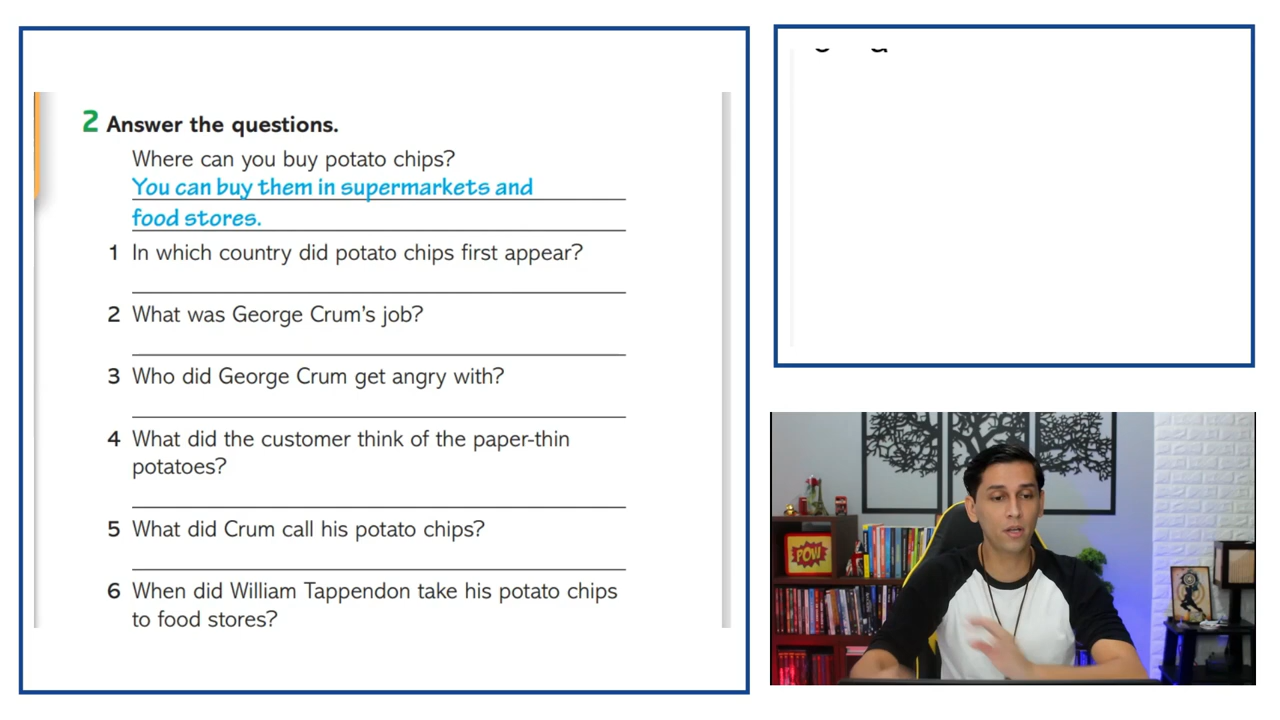 2 Answer the questions.
Where can you buy potato chips?
You can buy them in supermarkets and
food stores.
1 In which country did potato chips first appear?
2 What was George Crum's job?
3 Who did George Crum get angry with?
4 What did the customer think of the paper-thin
potatoes?
5 What did Crum call his potato chips?
6 When did William Tappendon take his potato chips
to food stores?
POW!